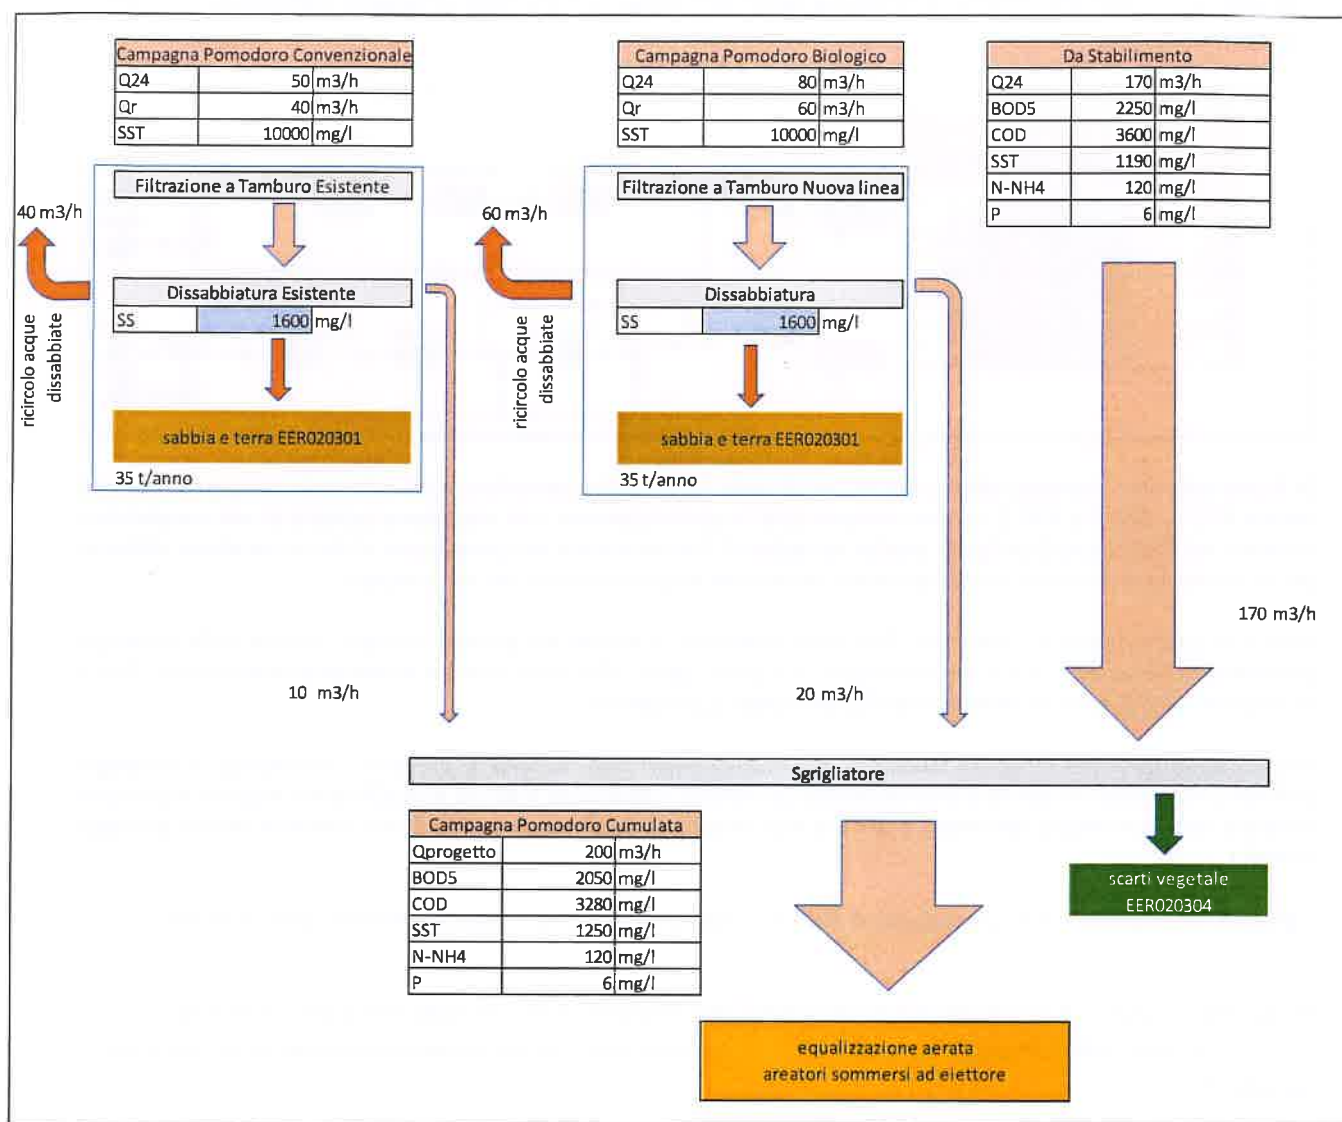 Campagna Pomodoro Convenzionale
Q24 50 m3/h
Qr 40 m3/h
SST 10000 mg/l
Campagna Pomodoro Biologico
Q24 80 m3/h
Qr 60 m3/h
SST 10000 mg/l
Da Stabilimento
Q24 170 m3/h
BOD5 2250 mg/l
COD 3600 mg/l
SST 1190 mg/l
N-NH4 120 mg/l
P 6 mg/l
Filtrazione a Tamburo Esistente
40 m3/h
ricircolo acque
dissabbiate
Dissabbiatura Esistente
SS 1600 mg/l
sabbia e terra EER020301
35 t/anno
Filtrazione a Tamburo Nuova linea
60 m3/h
ricircolo acque
dissabbiate
Dissabbiatura
SS 1600 mg/l
sabbia e terra EER020301
35 t/anno
170 m3/h
10 m3/h
20 m3/h
Sgrigliatore
Campagna Pomodoro Cumulata
Qprogetto 200 m3/h
BOD5 2050 mg/l
COD 3280 mg/l
SST 1250 mg/l
N-NH4 120 mg/l
P 6 mg/l
scarti vegetale
EER020304
equalizzazione aerata
areatori sommersi ad eiettore